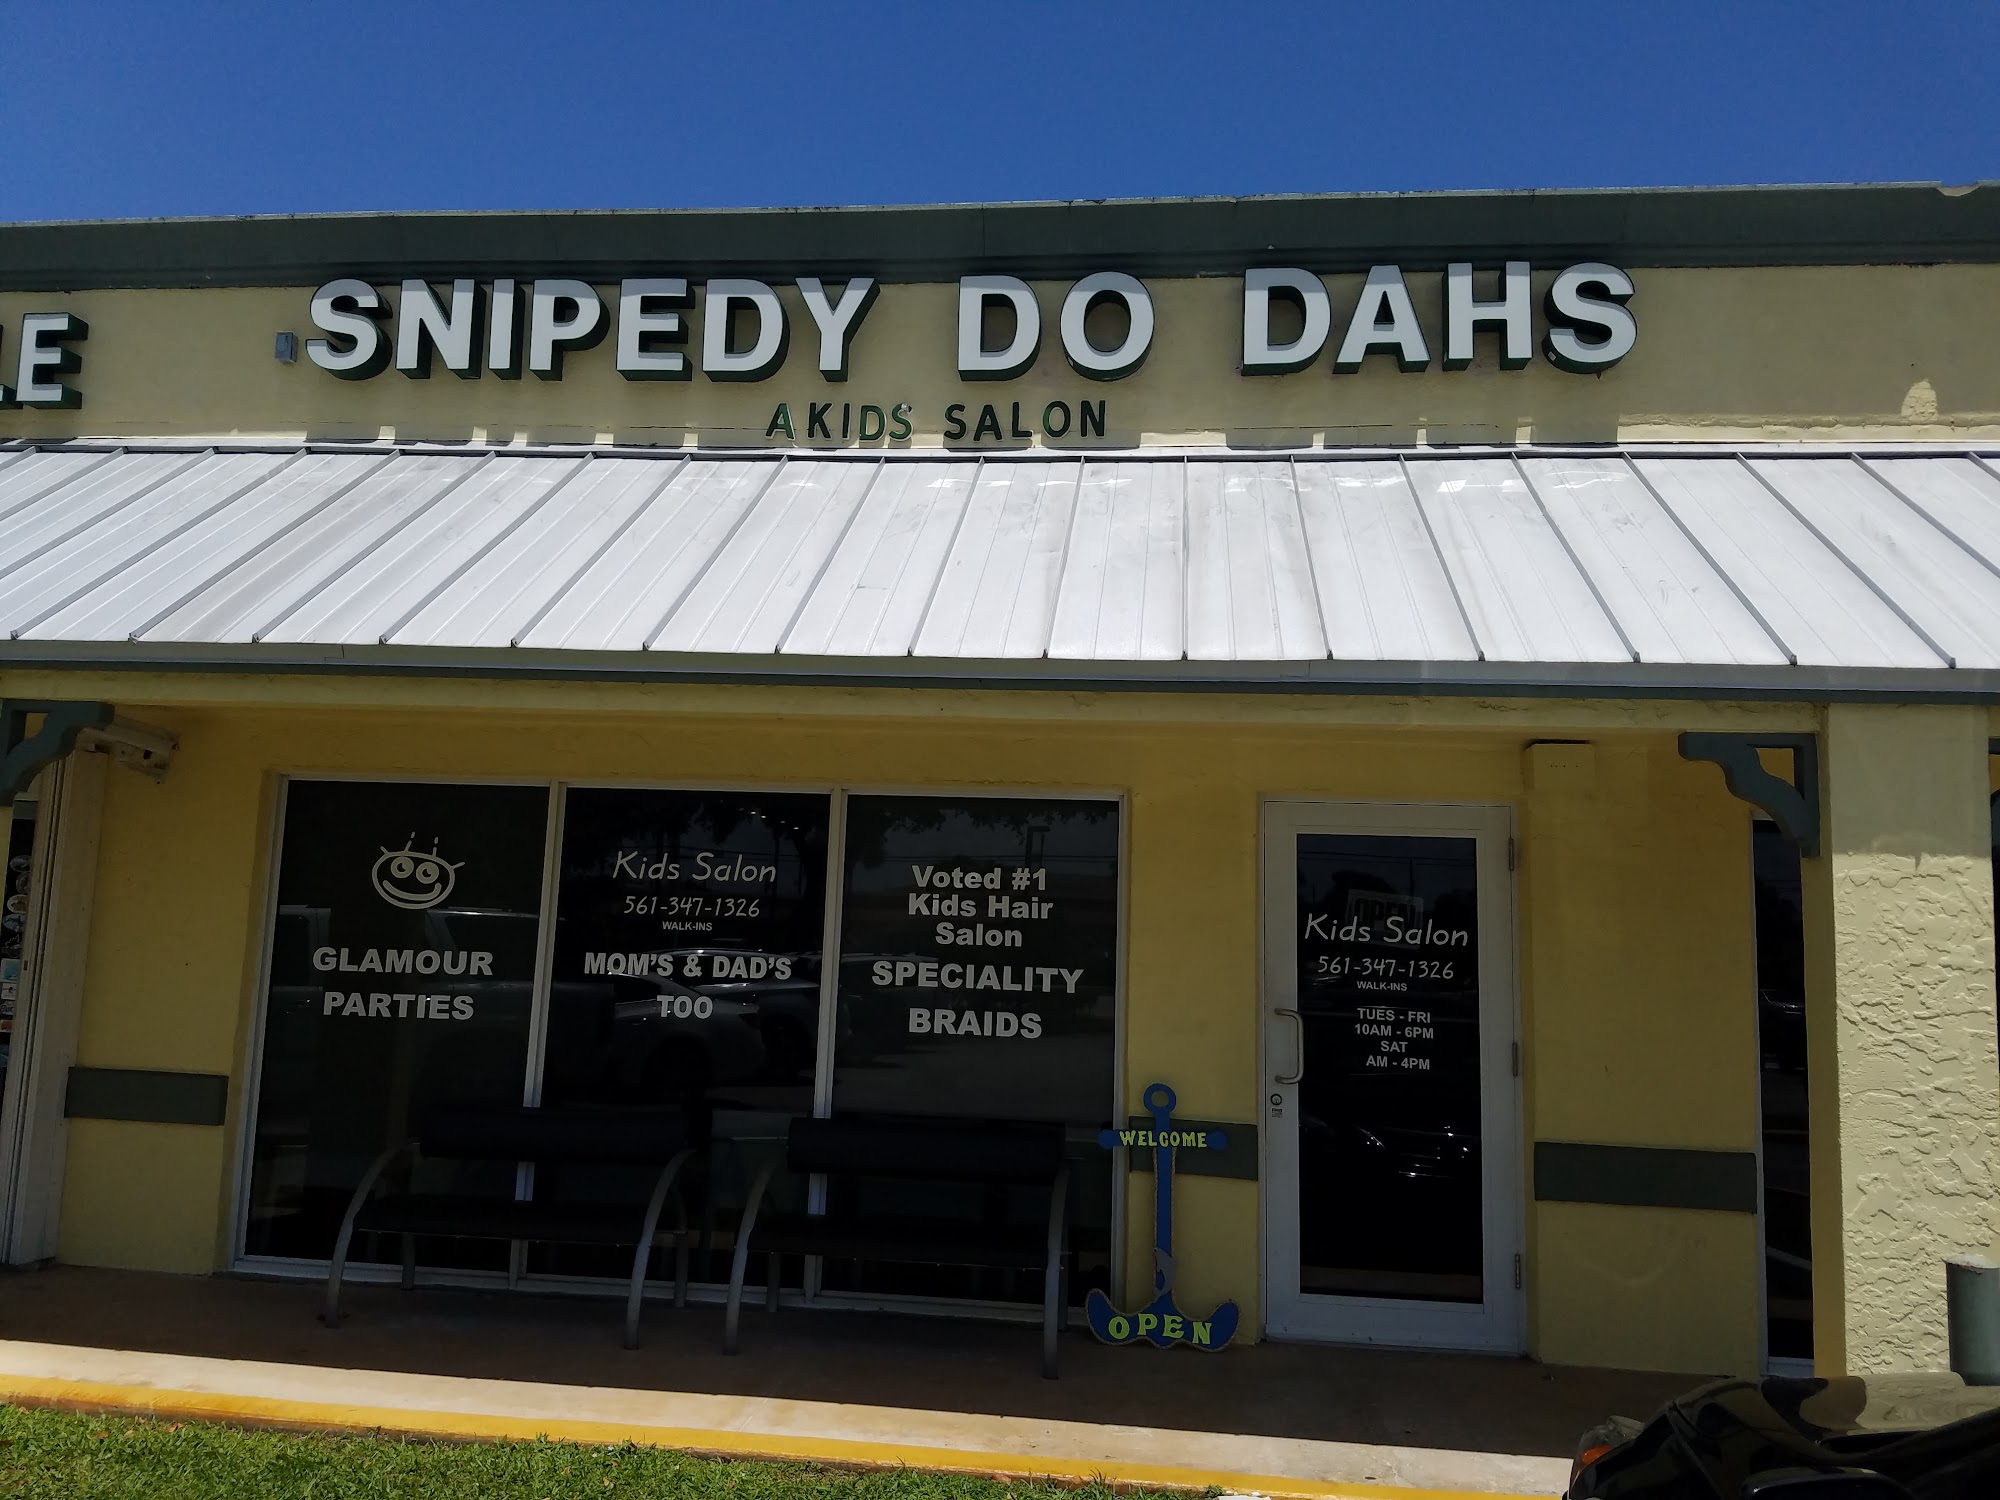 LE
SNIPEDY DO DAHS
A KIDS SALON
GLAMOUR
PARTIES
Kids Salon
561-347-1326
WALK-INS
MOM'S & DAD'S
TOO
Voted #1
Kids Hair
Salon
SPECIALITY
BRAIDS
OPEN
Kids Salon
561-347-1326
WALK-INS
TUES - FRI
10AM - 6PM
SAT
AM - 4PM
WELCOME
OPEN